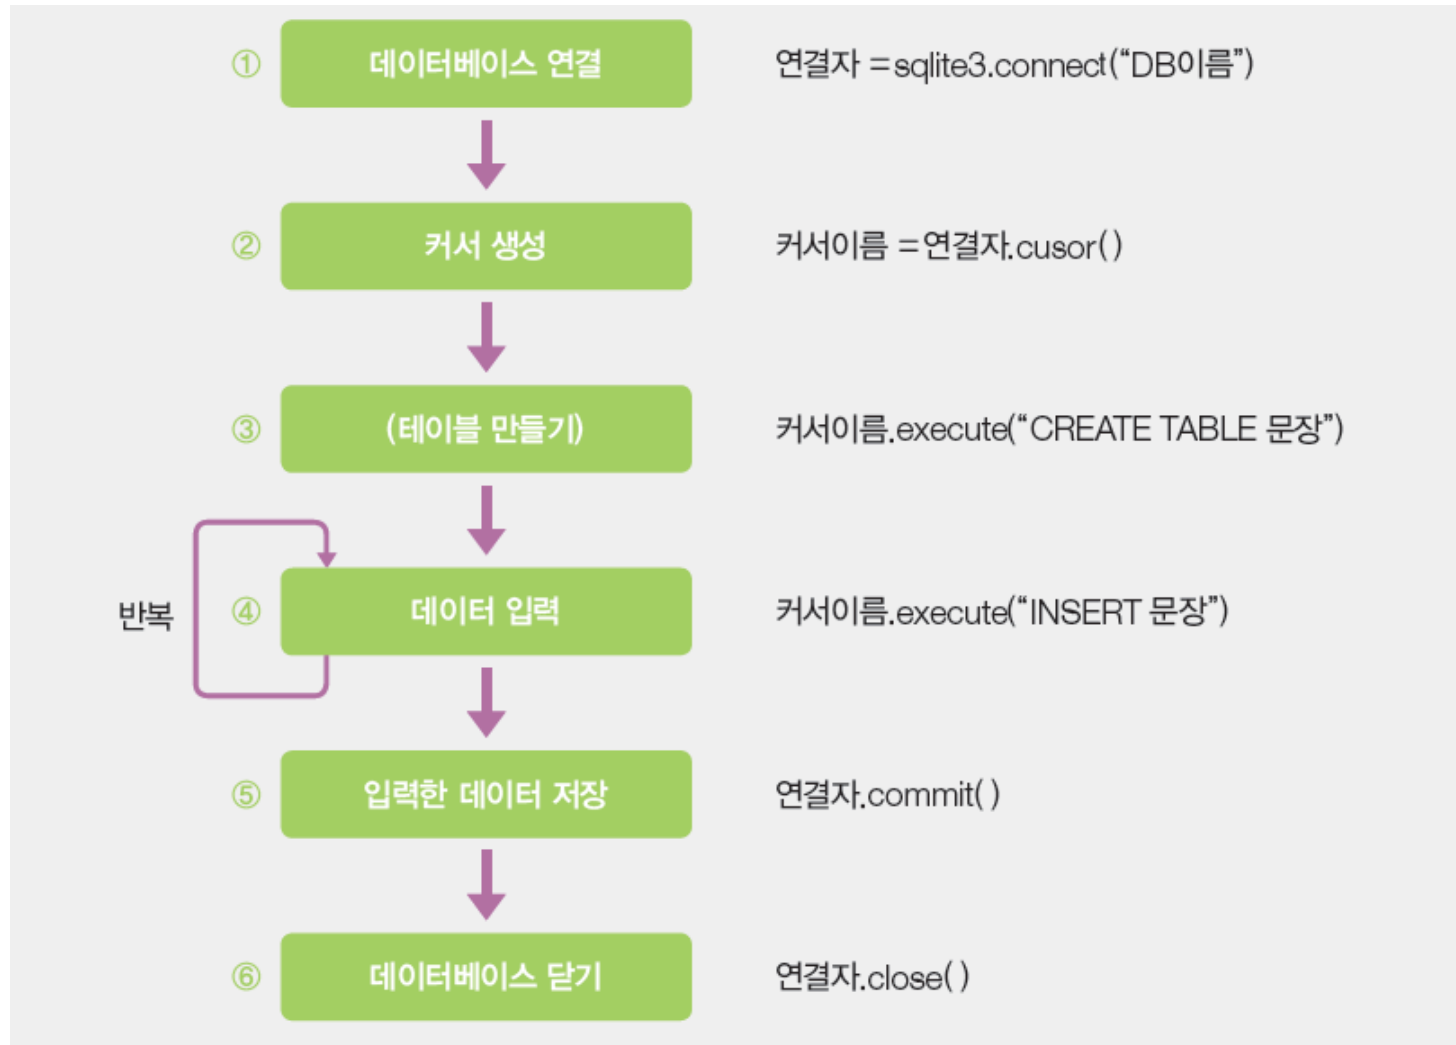 ① 데이터베이스 연결 연결자 =sqlite3.connect(“DB이름”)
② 커서 생성 커서이름 =연결자.cusor()
③ (테이블 만들기) 커서이름.execute(“CREATE TABLE 문장”)
반복 ④ 데이터 입력 커서이름.execute(“INSERT 문장”)
⑤ 입력한 데이터 저장 연결자.commit()
⑥ 데이터베이스 닫기 연결자.close()